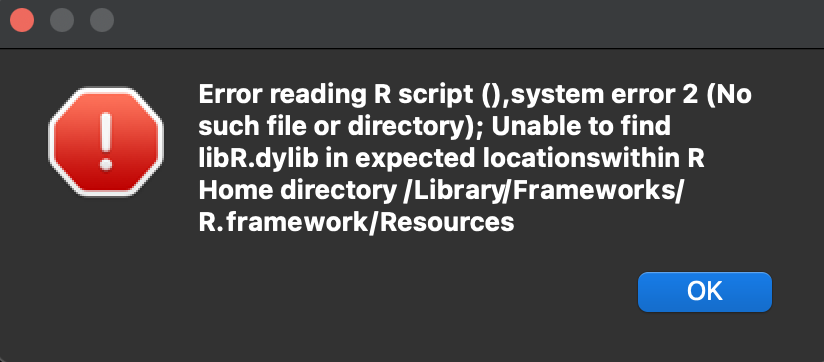 Error reading R script (),system error 2 (No
such file or directory); Unable to find
libR.dylib in expected locationswithin R
Home directory /Library/Frameworks/
R.framework/Resources
OK